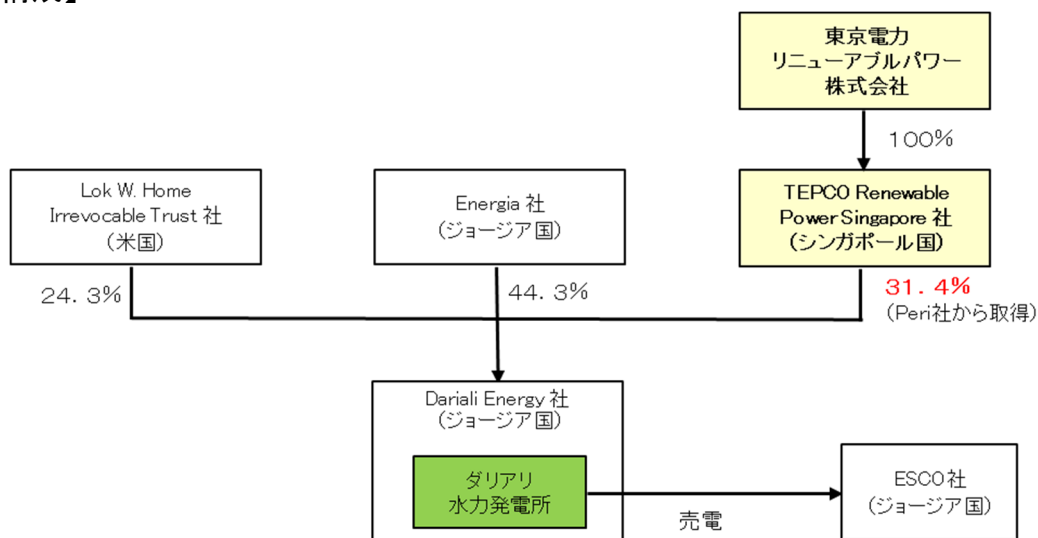 東京電力
リニューアブルパワー
株式会社
100%
Lok W. Home
Irrevocable Trust 社
(米国)
Energia 社
(ジョージア国)
TEPCO Renewable
Power Singapore 社
(シンガポール国)
24.3%
44.3%
31.4%
(Peri社から取得)
Dariali Energy 社
(ジョージア国)
ダリアリ
水力発電所
売電
ESCO社
(ジョージア国)